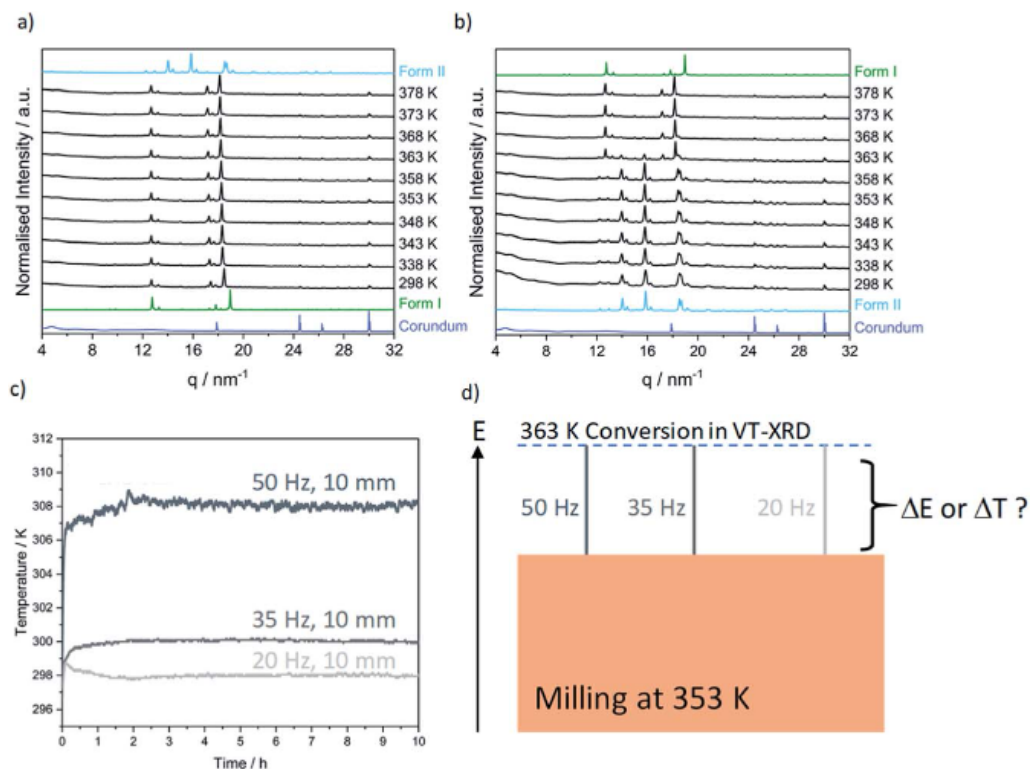 a)
Normalised Intensity / a.u.
Form II
378 K
373 K
368 K
363 K
358 K
353 K
348 K
343 K
338 K
298 K
Form I
Corundum
4 8 12 16 20 24 28 32
q / nm⁻¹
b)
Normalised Intensity / a.u.
Form I
378 K
373 K
368 K
363 K
358 K
353 K
348 K
343 K
338 K
298 K
Form II
Corundum
4 8 12 16 20 24 28 32
q / nm⁻¹
c)
Temperature / K
312
310
308
306
304
302
300
298
296
50 Hz, 10 mm
35 Hz, 10 mm
20 Hz, 10 mm
0 1 2 3 4 5 6 7 8 9 10
Time / h
d)
E
363 K Conversion in VT-XRD
50 Hz 35 Hz 20 Hz
ΔE or ΔT ?
Milling at 353 K